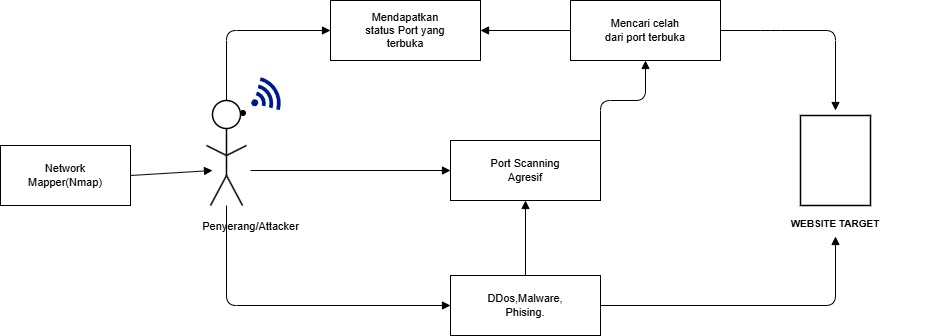 Mendapatkan
status Port yang
terbuka
Mencari celah
dari port terbuka
Network
Mapper(Nmap)
Port Scanning
Agresif
Penyerang/Attacker
WEBSITE TARGET
DDos,Malware,
Phising.